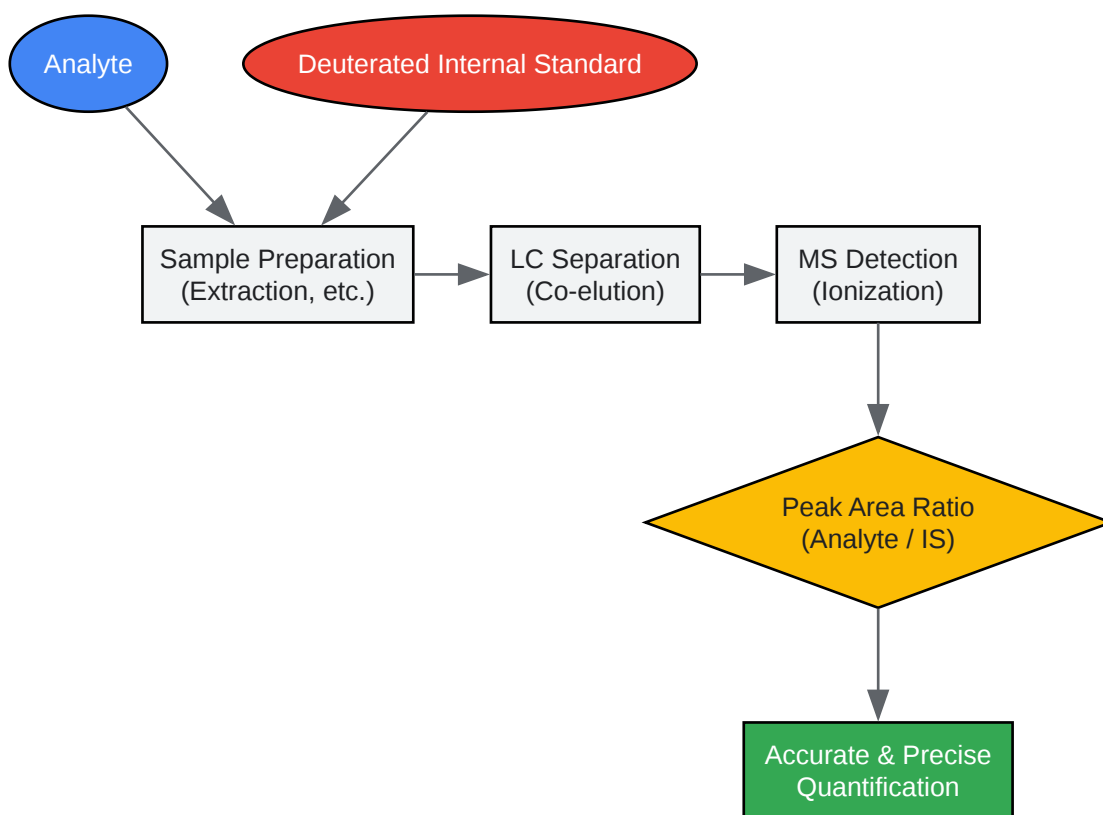 Analyte
Deuterated Internal Standard
Sample Preparation
(Extraction, etc.)
LC Separation
(Co-elution)
MS Detection
(Ionization)
Peak Area Ratio
(Analyte / IS)
Accurate & Precise
Quantification